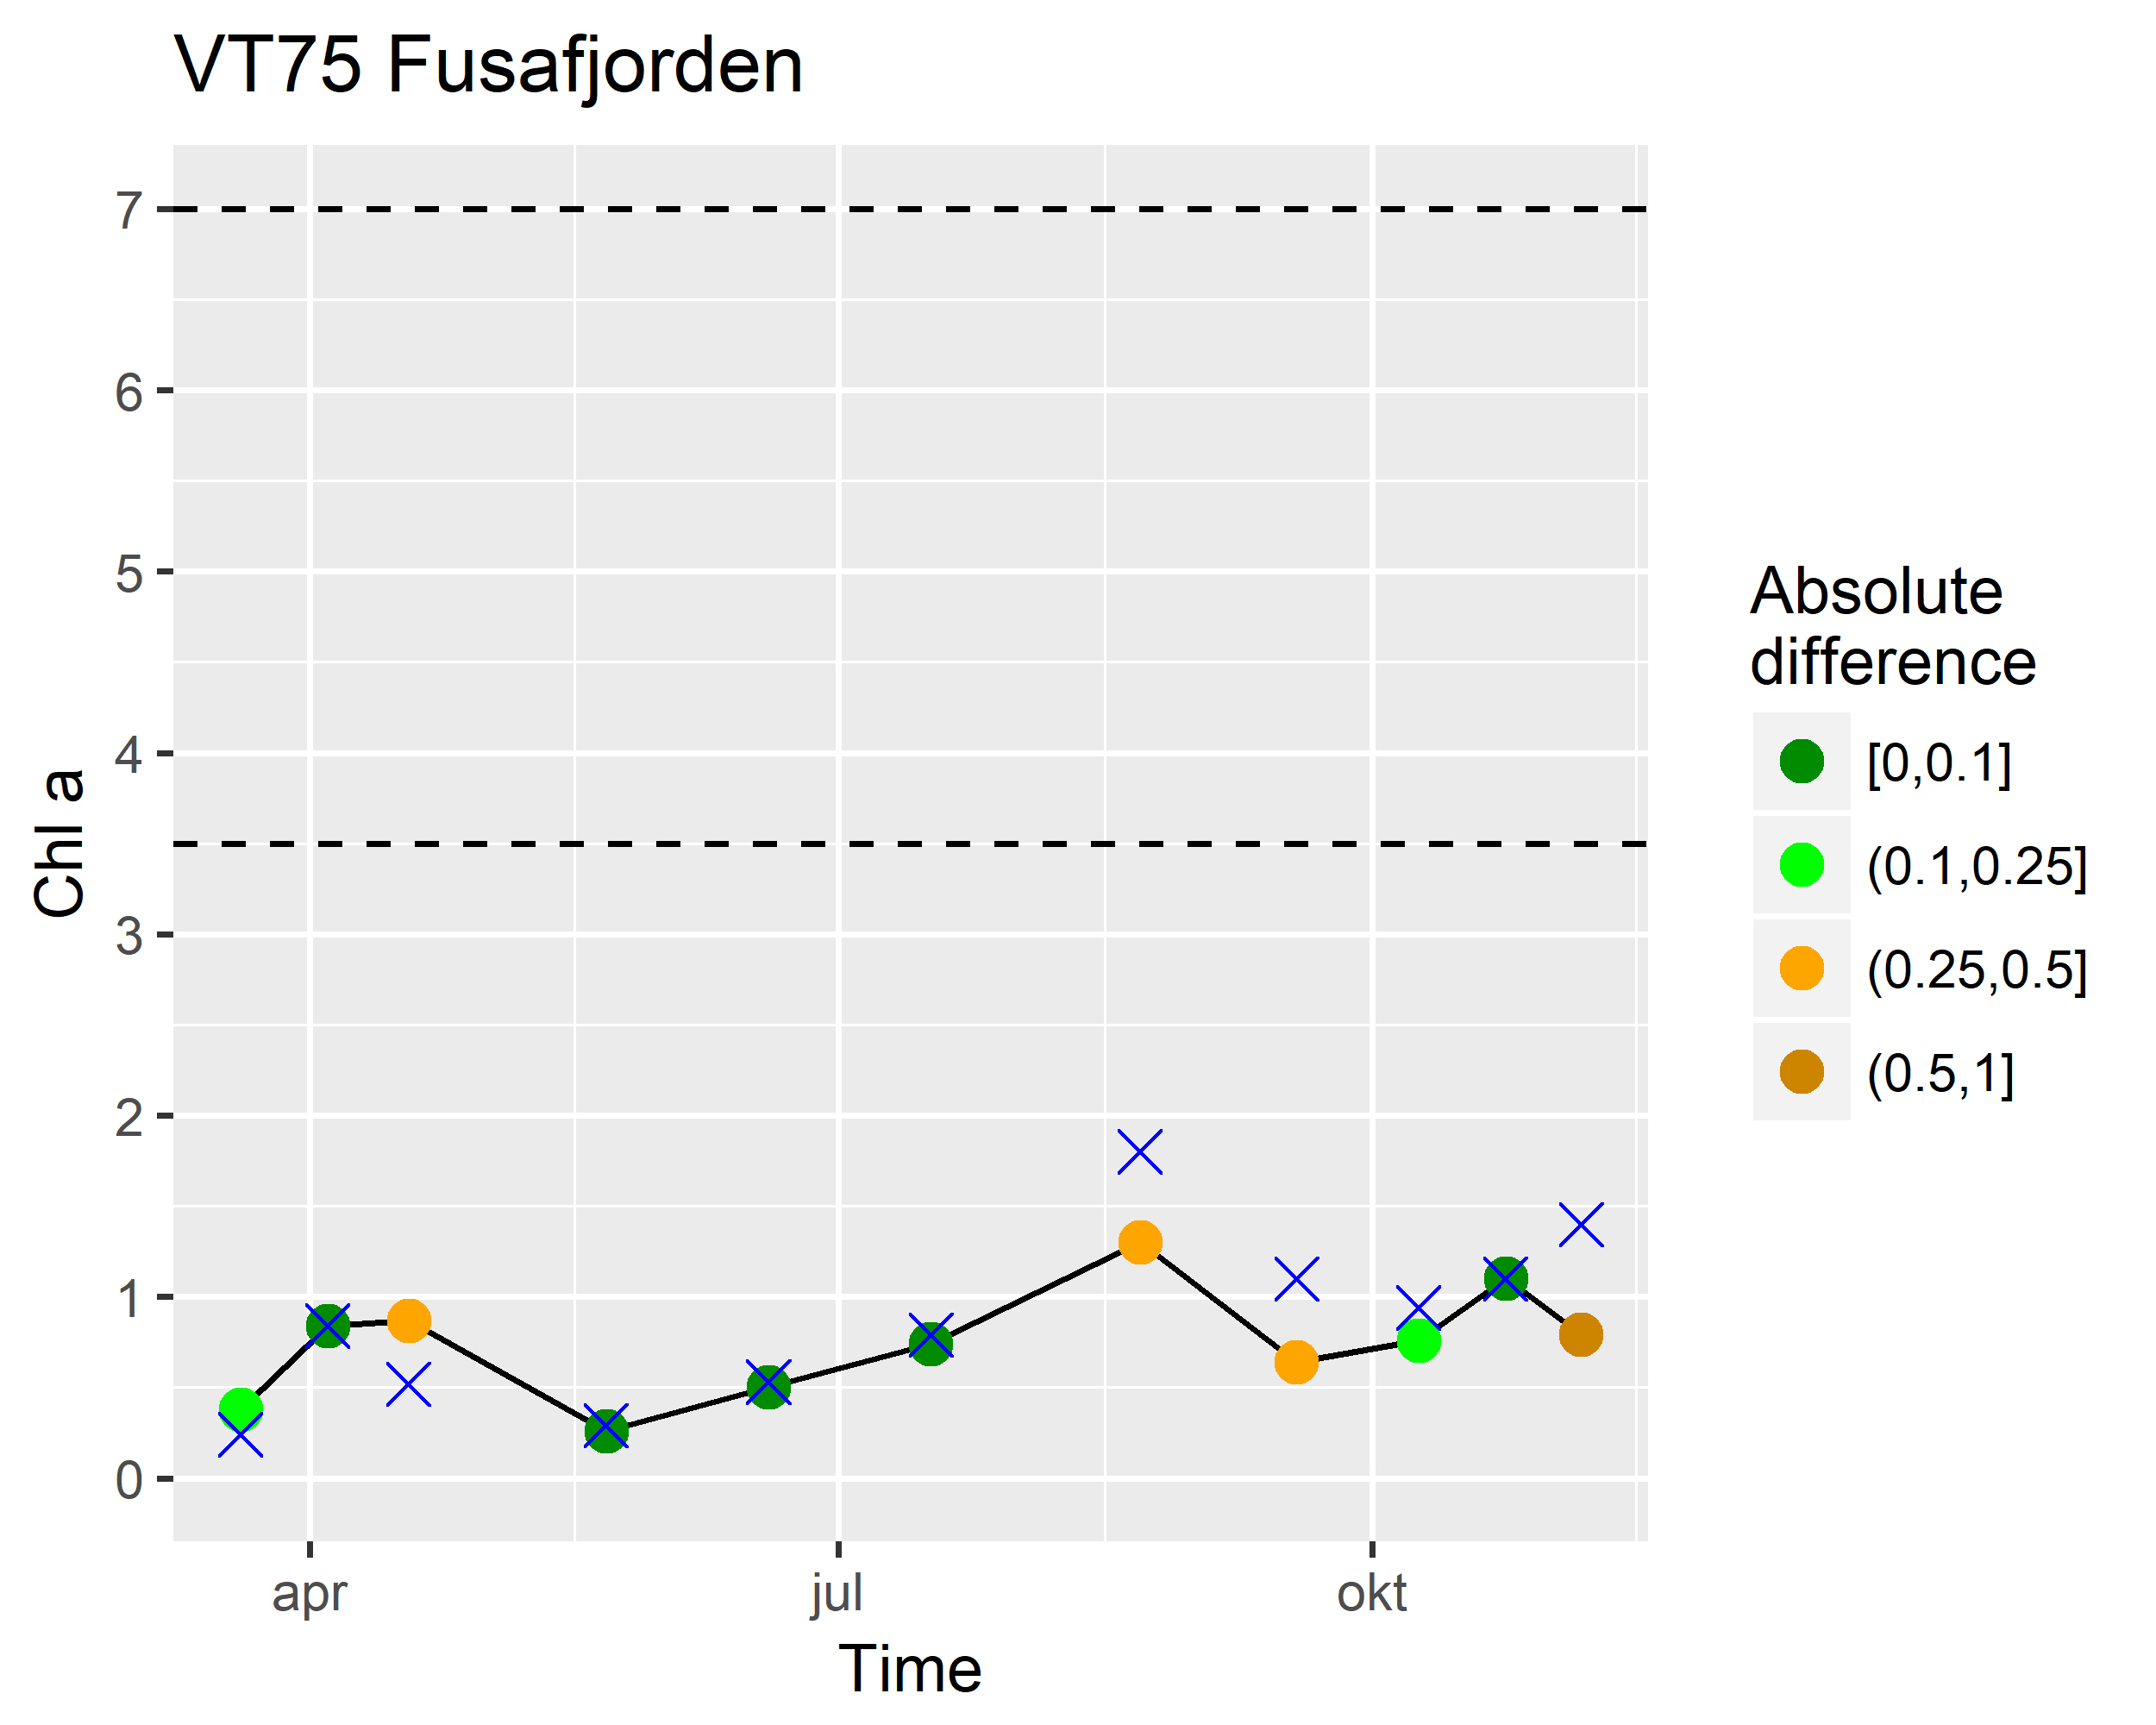 VT75 Fusafjorden
7
6
5
4
3
2
1
0
Chl a
apr
jul
okt
Time
Absolute
difference
[0,0.1]
(0.1,0.25]
(0.25,0.5]
(0.5,1]